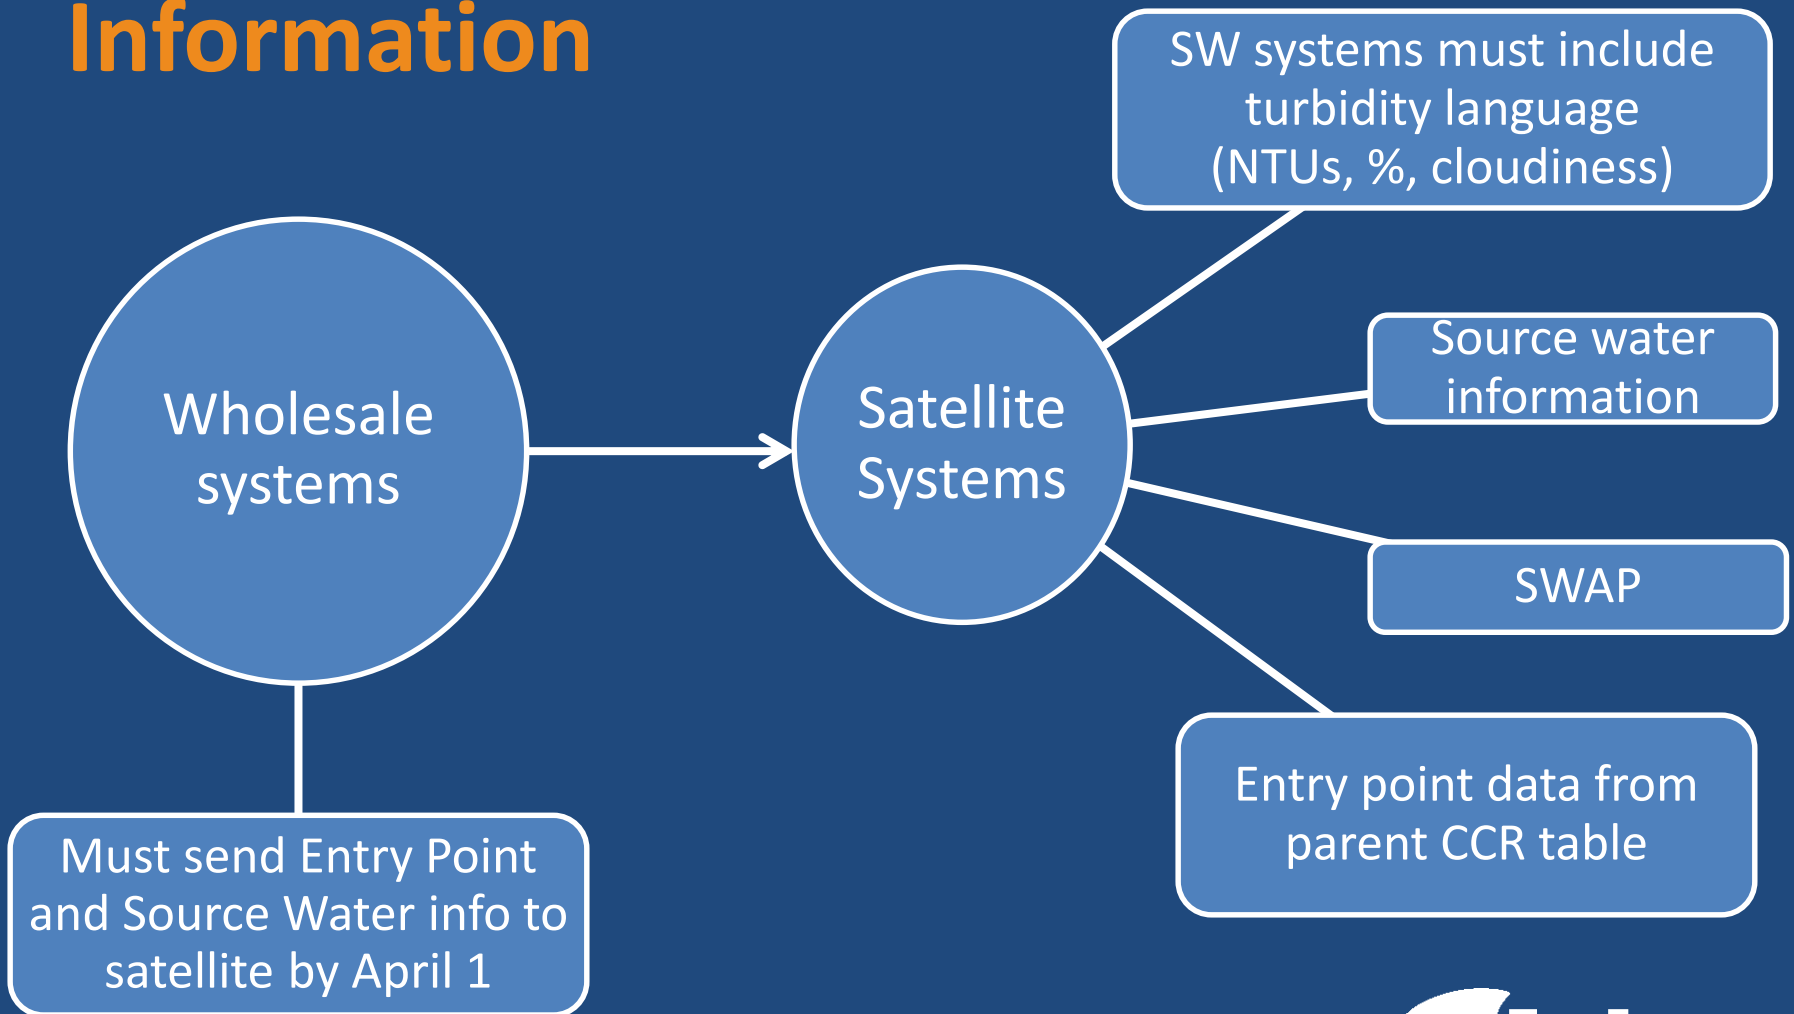 Information
SW systems must include
turbidity language
(NTUs, %, cloudiness)
Wholesale
systems
Satellite
Systems
Source water
information
SWAP
Entry point data from
parent CCR table
Must send Entry Point
and Source Water info to
satellite by April 1